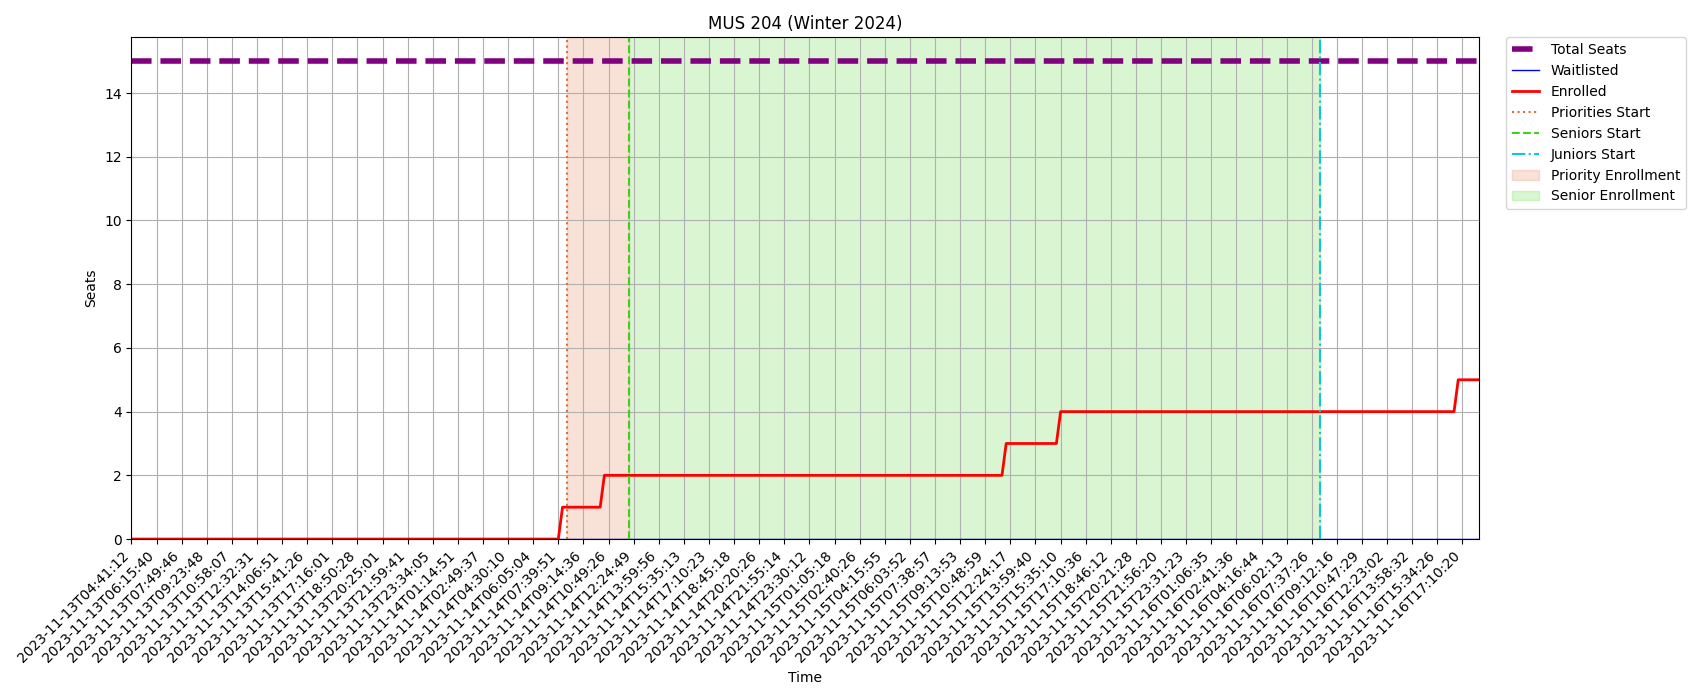 MUS 204 (Winter 2024)
Total Seats
Waitlisted
Enrolled
Priorities Start
Seniors Start
Juniors Start
Priority Enrollment
Senior Enrollment
Seats
14
12
10
8
6
4
2
0
2023-11-13T04:41:12
2023-11-13T06:15:40
2023-11-13T07:49:46
2023-11-13T09:23:48
2023-11-13T10:58:07
2023-11-13T12:32:31
2023-11-13T14:06:51
2023-11-13T15:41:26
2023-11-13T17:16:01
2023-11-13T18:50:28
2023-11-13T20:25:01
2023-11-13T21:59:41
2023-11-13T23:34:05
2023-11-14T01:14:51
2023-11-14T02:49:37
2023-11-14T04:30:10
2023-11-14T06:05:04
2023-11-14T07:39:51
2023-11-14T09:14:36
2023-11-14T10:49:26
2023-11-14T12:24:49
2023-11-14T13:59:56
2023-11-14T15:35:13
2023-11-14T17:10:23
2023-11-14T18:45:18
2023-11-14T20:20:26
2023-11-14T21:55:14
2023-11-14T23:30:12
2023-11-15T01:05:18
2023-11-15T02:40:26
2023-11-15T04:15:55
2023-11-15T06:03:52
2023-11-15T07:38:57
2023-11-15T09:13:53
2023-11-15T10:48:59
2023-11-15T12:24:17
2023-11-15T13:59:40
2023-11-15T15:35:10
2023-11-15T17:10:36
2023-11-15T18:46:12
2023-11-15T20:21:28
2023-11-15T21:56:20
2023-11-15T23:31:23
2023-11-16T01:06:35
2023-11-16T02:41:36
2023-11-16T04:16:44
2023-11-16T06:02:13
2023-11-16T07:37:26
2023-11-16T09:12:16
2023-11-16T10:47:29
2023-11-16T12:23:02
2023-11-16T13:58:32
2023-11-16T15:34:26
2023-11-16T17:10:20
Time